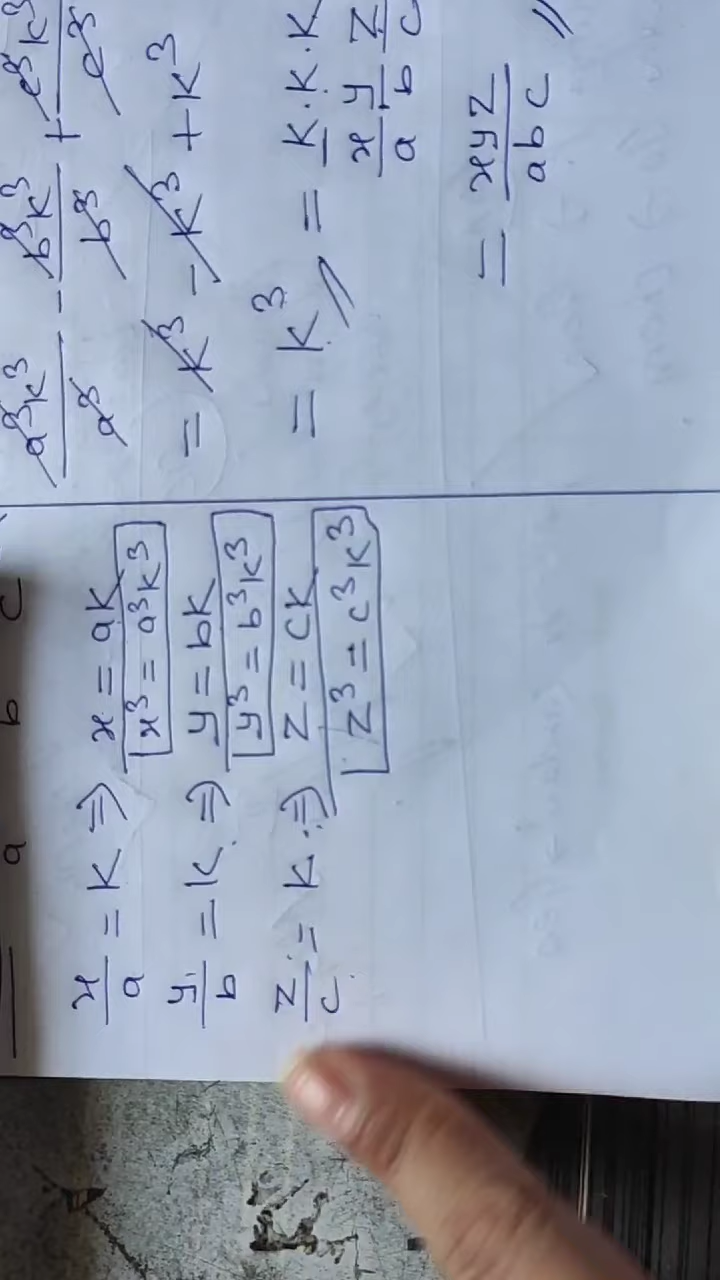 a b c
x/a = K ⇒ x = aK
x³ = a³K³
y/b = K ⇒ y = bK
y³ = b³K³
z/c = K ⇒ z = cK
z³ = c³K³
a³K³/a³ - b³K³/b³ + c³K³/c³
= K³ - K³ + K³
= K³ // = K.K.K
x/a y/b z/c
= xyz/abc //